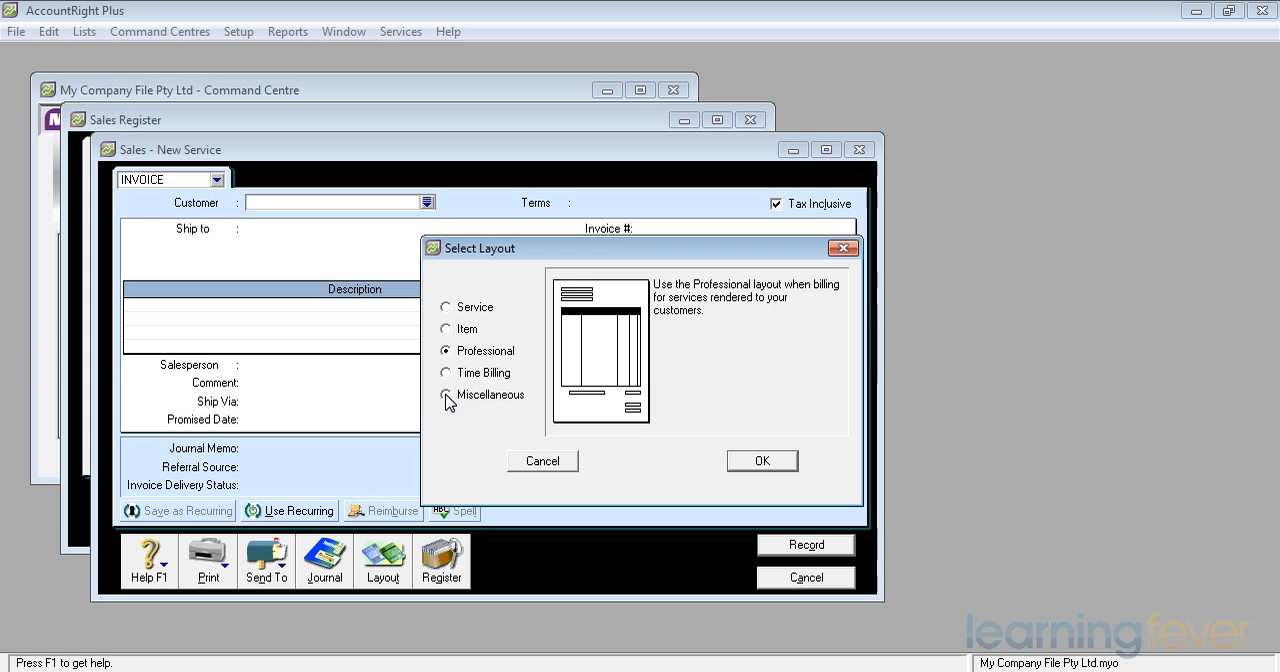 AccountRight Plus
File Edit Lists Command Centres Setup Reports Window Services Help
My Company File Pty Ltd - Command Centre
Sales Register
Sales - New Service
INVOICE
Customer : Terms : Tax Inclusive
Ship to : Invoice #:
Select Layout
Description
Service
Item
Professional
Time Billing
Miscellaneous
Use the Professional layout when billing
for services rendered to your
customers.
Cancel OK
Salesperson :
Comment:
Ship Via:
Promised Date:
Journal Memo:
Referral Source:
Invoice Delivery Status:
Save as Recurring Use Recurring Reimburse ABC Spell
Help F1 Print Send To Journal Layout Register
Record
Cancel
learningfever
Press F1 to get help. My Company File Pty Ltd.myo